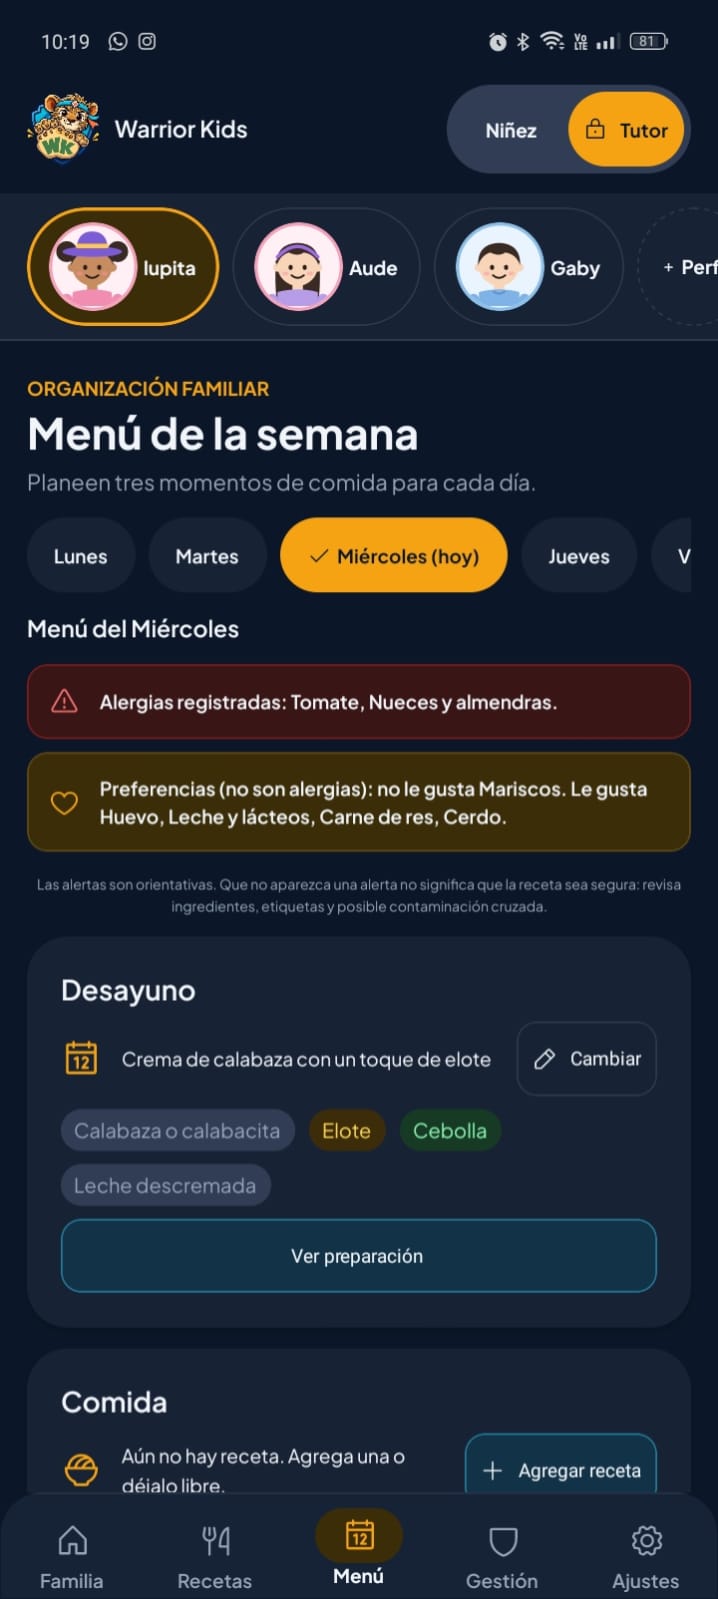 10:19
Vo
LTE
81
WK
Warrior Kids
Niñez
Tutor
lupita
Aude
Gaby
+ Perf
ORGANIZACIÓN FAMILIAR
Menú de la semana
Planeen tres momentos de comida para cada día.
Lunes
Martes
Miércoles (hoy)
Jueves
V
Menú del Miércoles
Alergias registradas: Tomate, Nueces y almendras.
Preferencias (no son alergias): no le gusta Mariscos. Le gusta
Huevo, Leche y lácteos, Carne de res, Cerdo.
Las alertas son orientativas. Que no aparezca una alerta no significa que la receta sea segura: revisa
ingredientes, etiquetas y posible contaminación cruzada.
Desayuno
12
Crema de calabaza con un toque de elote
Cambiar
Calabaza o calabacita
Elote
Cebolla
Leche descremada
Ver preparación
Comida
Aún no hay receta. Agrega una o
déjalo libre.
+ Agregar receta
12
Familia
Recetas
Menú
Gestión
Ajustes